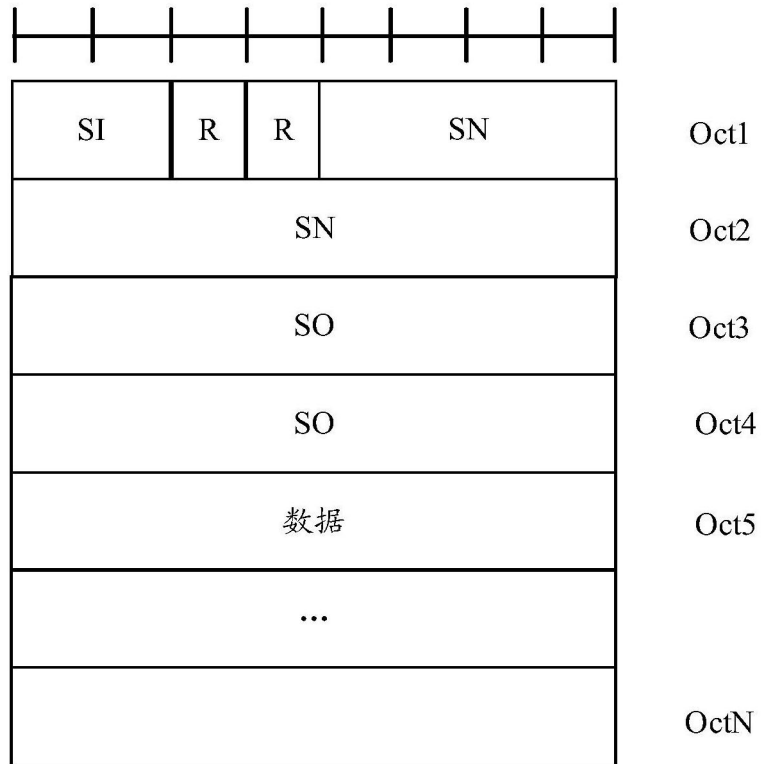 SI R R SN Oct1
SN Oct2
SO Oct3
SO Oct4
数据 Oct5
...
OctN